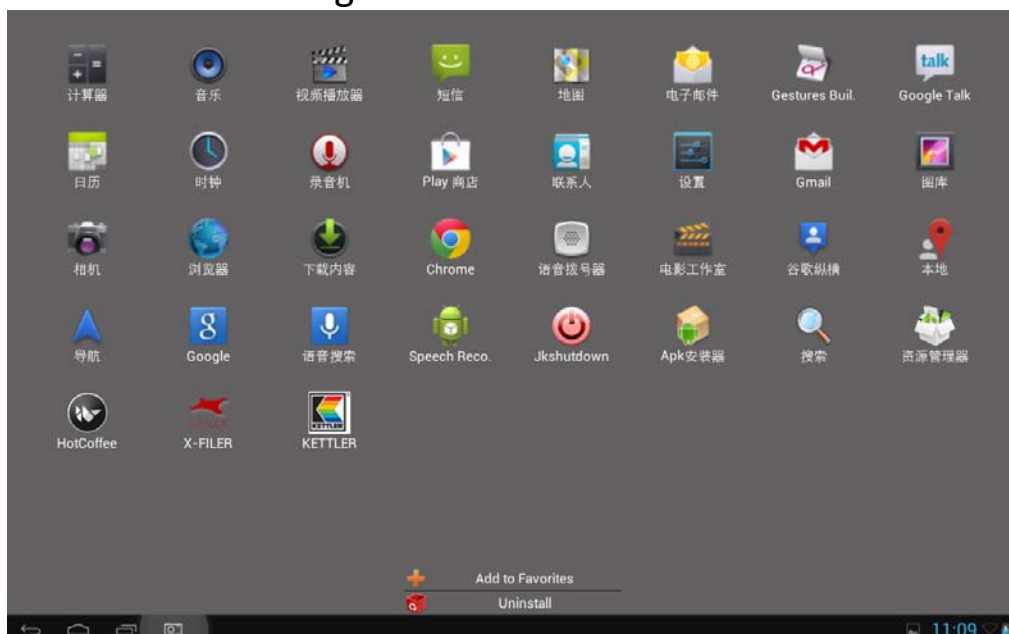 计算器
音乐
视频播放器
短信
地图
电子邮件
Gestures Buil.
talk
Google Talk
日历
时钟
录音机
Play 商店
联系人
设置
Gmail
图库
相机
浏览器
下载内容
Chrome
语音拨号器
电影工作室
谷歌纵横
本地
导航
Google
语音搜索
Speech Reco.
Jkshutdown
Apk安装器
搜索
资源管理器
HotCoffee
X-FILER
KETTLER
KETTLER
Add to Favorites
Uninstall
11:09